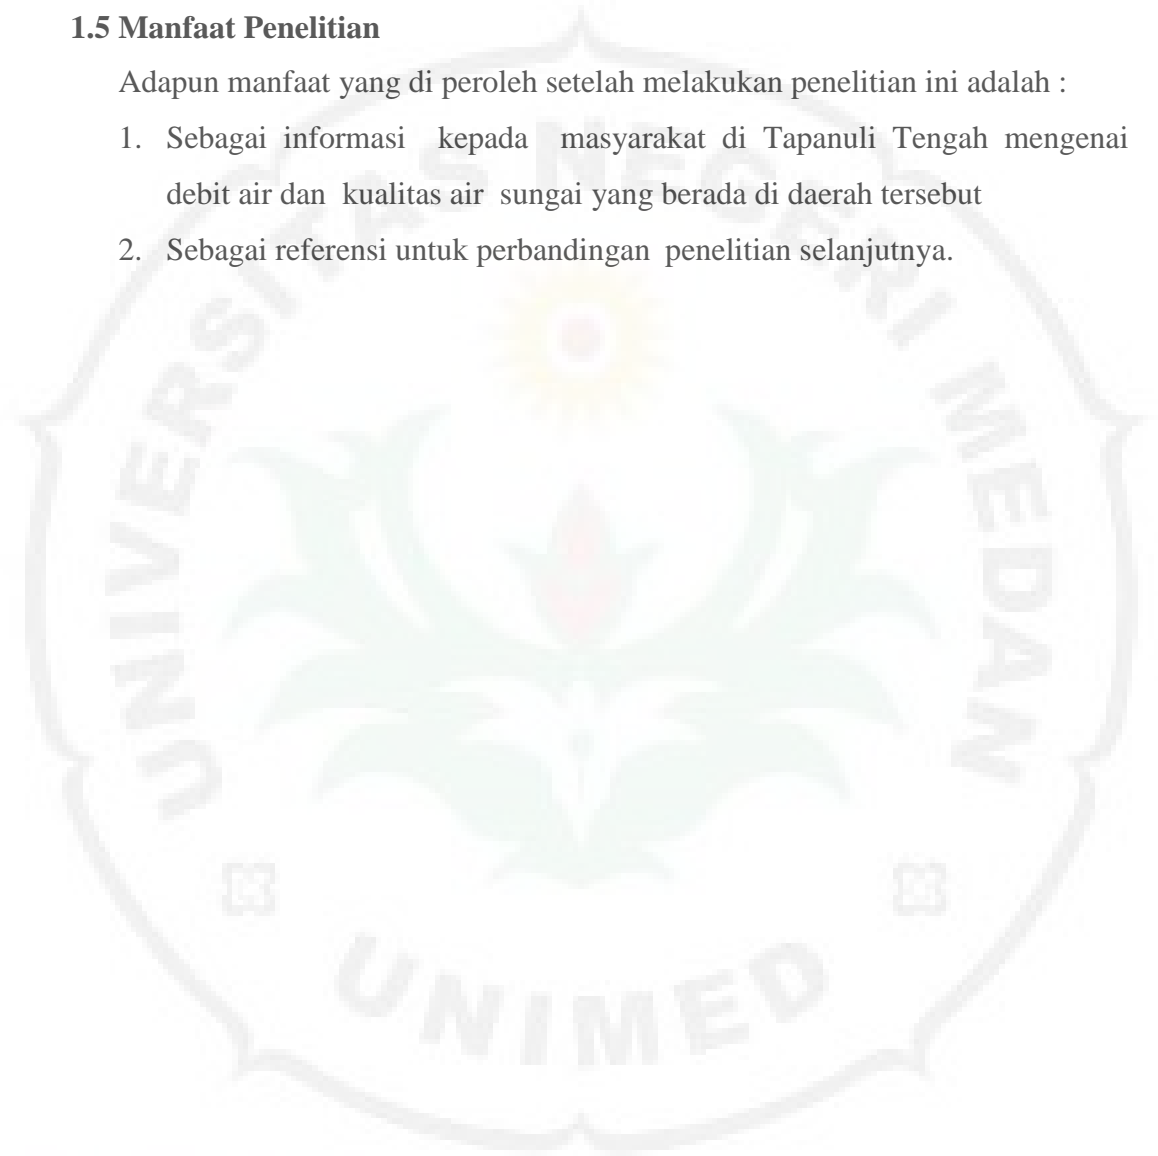 1.5 Manfaat Penelitian
Adapun manfaat yang di peroleh setelah melakukan penelitian ini adalah :
1. Sebagai informasi kepada masyarakat di Tapanuli Tengah mengenai
debit air dan kualitas air sungai yang berada di daerah tersebut
2. Sebagai referensi untuk perbandingan penelitian selanjutnya.
UNIVERSITAS NEGERI MEDAN
UNIMED